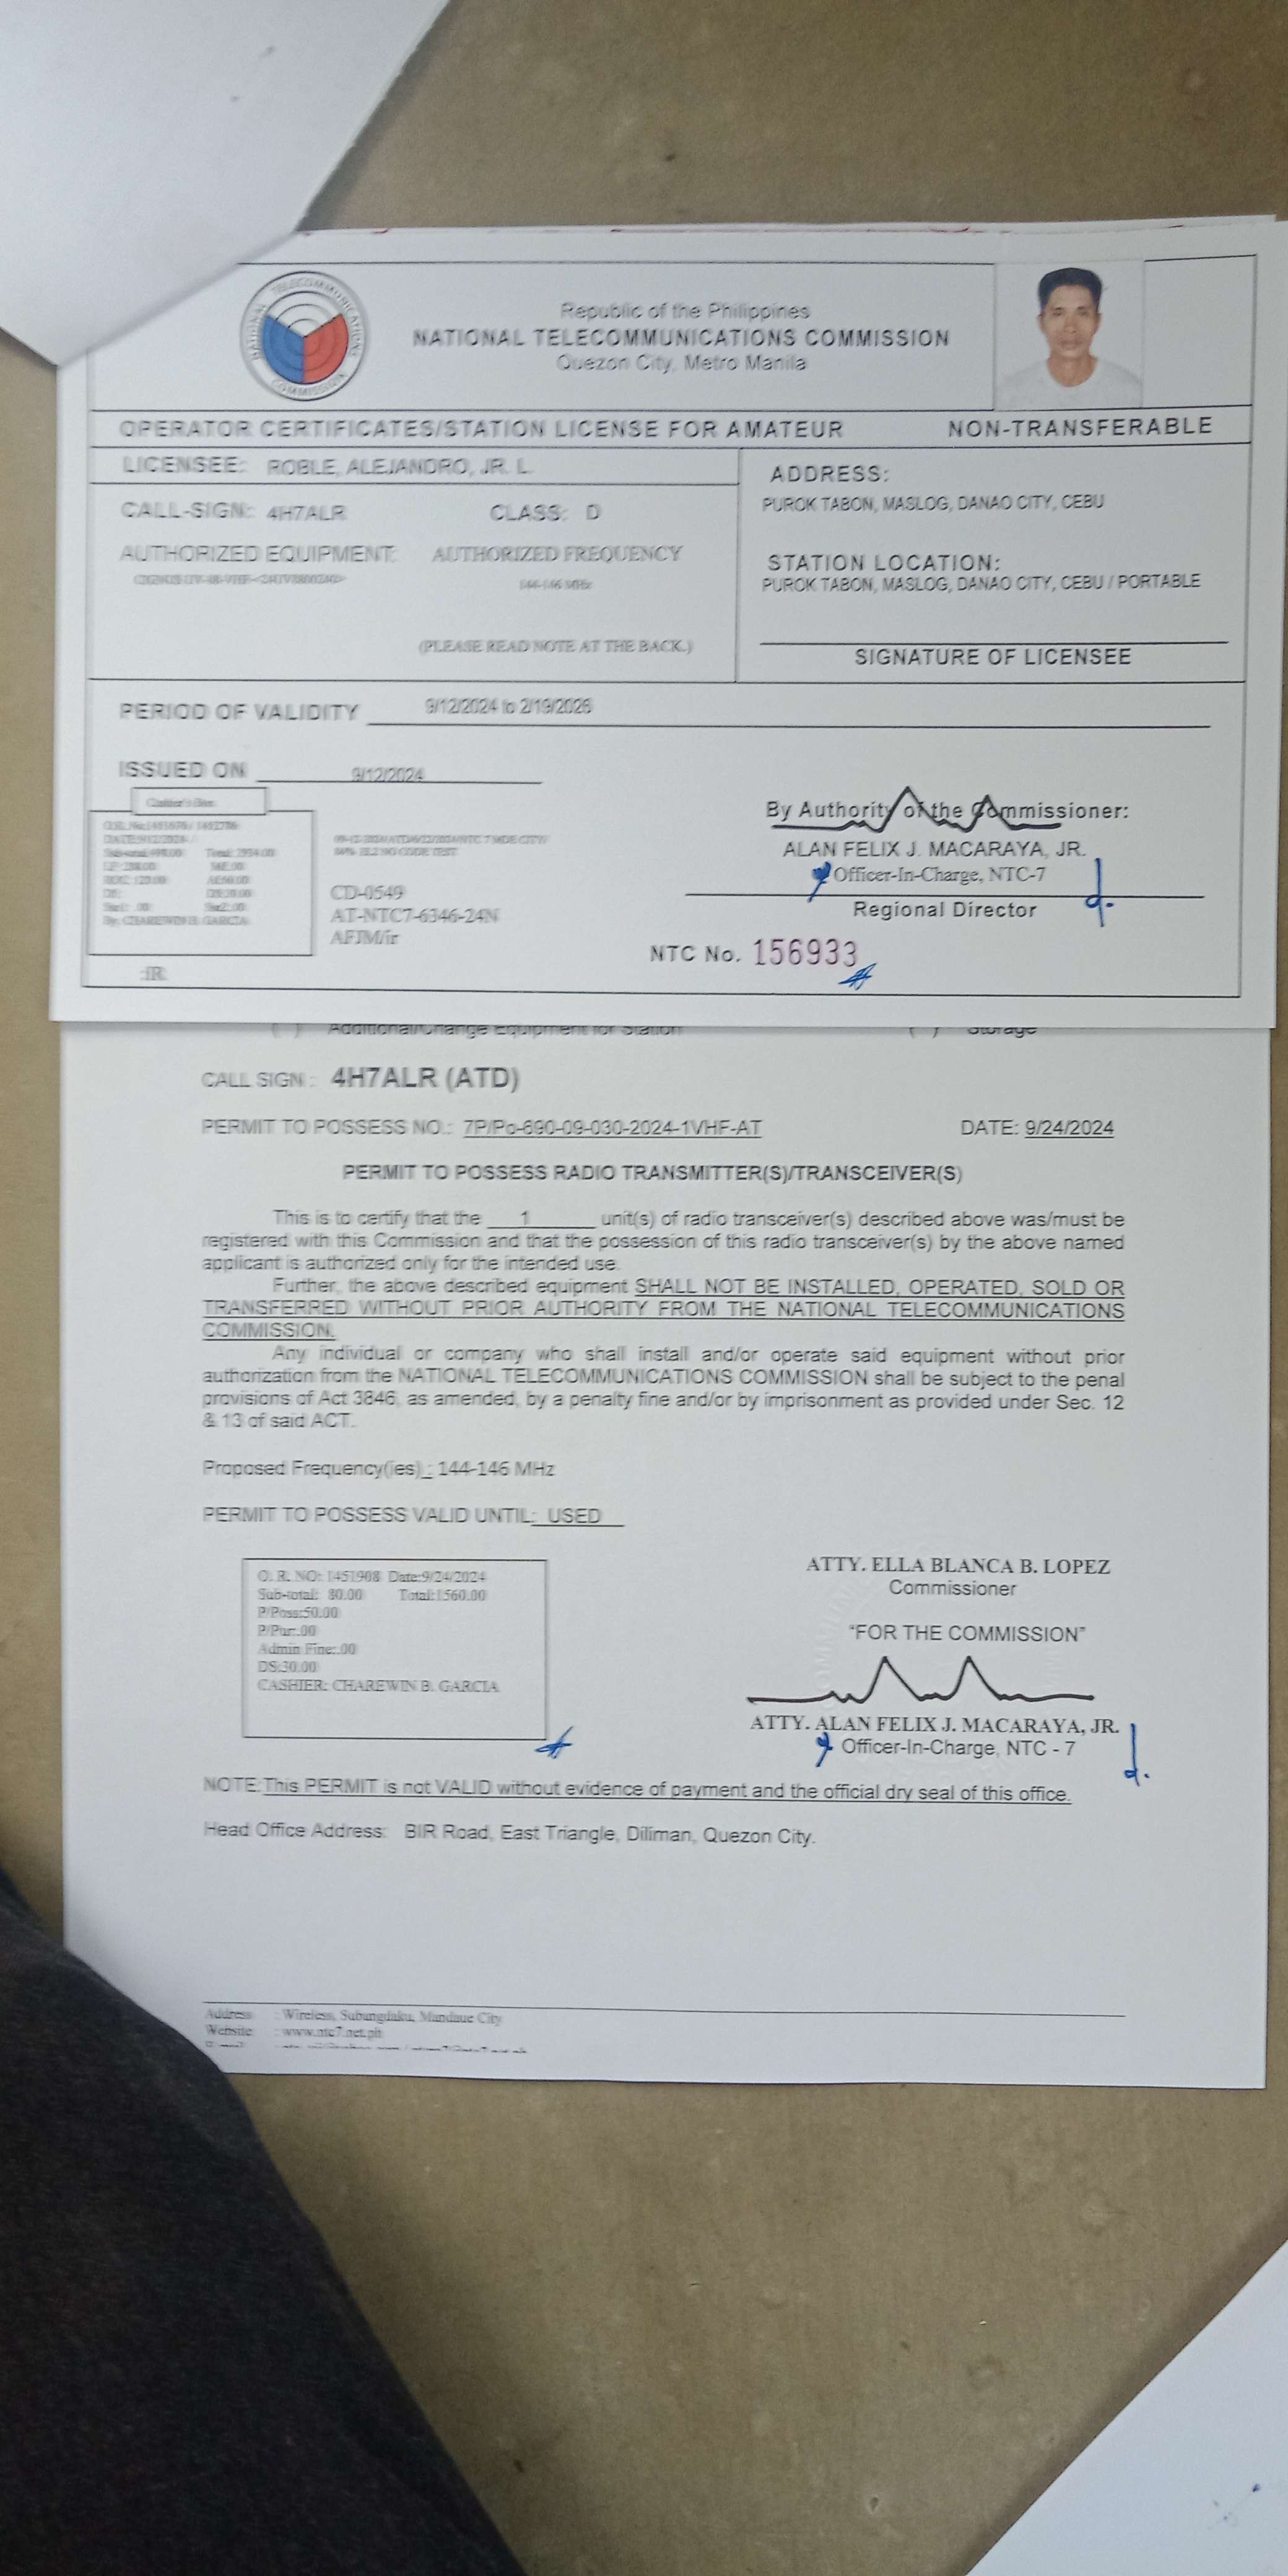 NATIONAL TELECOMMUNICATIONS COMMISSION
Republic of the Philippines
NATIONAL TELECOMMUNICATIONS COMMISSION
Quezon City, Metro Manila
OPERATOR CERTIFICATES/STATION LICENSE FOR AMATEUR NON-TRANSFERABLE
LICENSEE: ROBLE, ALEJANDRO, JR. L.
CALL-SIGN: 4H7ALR CLASS: D
AUTHORIZED EQUIPMENT: AUTHORIZED FREQUENCY
144-146 MHz
(PLEASE READ NOTE AT THE BACK.)
ADDRESS:
PUROK TABON, MASLOG, DANAO CITY, CEBU
STATION LOCATION:
PUROK TABON, MASLOG, DANAO CITY, CEBU / PORTABLE
SIGNATURE OF LICENSEE
PERIOD OF VALIDITY 9/12/2024 to 2/19/2026
ISSUED ON 9/12/2024
Cashier's Box
By: CHAREWIN B. GARCIA
:IR
CD-0549
AT-NTC7-6346-24N
AFJM/ir
By Authority of the Commissioner:
ALAN FELIX J. MACARAYA, JR.
Officer-In-Charge, NTC-7
Regional Director
NTC No. 156933
( ) Additional/Change Equipment for Station ( ) Storage
CALL SIGN : 4H7ALR (ATD)
PERMIT TO POSSESS NO.: 7P/Po-690-09-030-2024-1VHF-AT DATE: 9/24/2024
PERMIT TO POSSESS RADIO TRANSMITTER(S)/TRANSCEIVER(S)
This is to certify that the 1 unit(s) of radio transceiver(s) described above was/must be
registered with this Commission and that the possession of this radio transceiver(s) by the above named
applicant is authorized only for the intended use.
Further, the above described equipment SHALL NOT BE INSTALLED, OPERATED, SOLD OR
TRANSFERRED WITHOUT PRIOR AUTHORITY FROM THE NATIONAL TELECOMMUNICATIONS
COMMISSION.
Any individual or company who shall install and/or operate said equipment without prior
authorization from the NATIONAL TELECOMMUNICATIONS COMMISSION shall be subject to the penal
provisions of Act 3846, as amended, by a penalty fine and/or by imprisonment as provided under Sec. 12
& 13 of said ACT.
Proposed Frequency(ies) : 144-146 MHz
PERMIT TO POSSESS VALID UNTIL: USED
O. R. NO: 1451908 Date:9/24/2024
Sub-total: 80.00 Total:1560.00
P/Poss:50.00
P/Pur:.00
Admin Fine:.00
DS:30.00
CASHIER: CHAREWIN B. GARCIA
ATTY. ELLA BLANCA B. LOPEZ
Commissioner
"FOR THE COMMISSION"
ATTY. ALAN FELIX J. MACARAYA, JR.
Officer-In-Charge, NTC - 7
NOTE:This PERMIT is not VALID without evidence of payment and the official dry seal of this office.
Head Office Address: BIR Road, East Triangle, Diliman, Quezon City.
Address : Wireless, Subangdaku, Mandaue City
Website : www.ntc7.net.ph